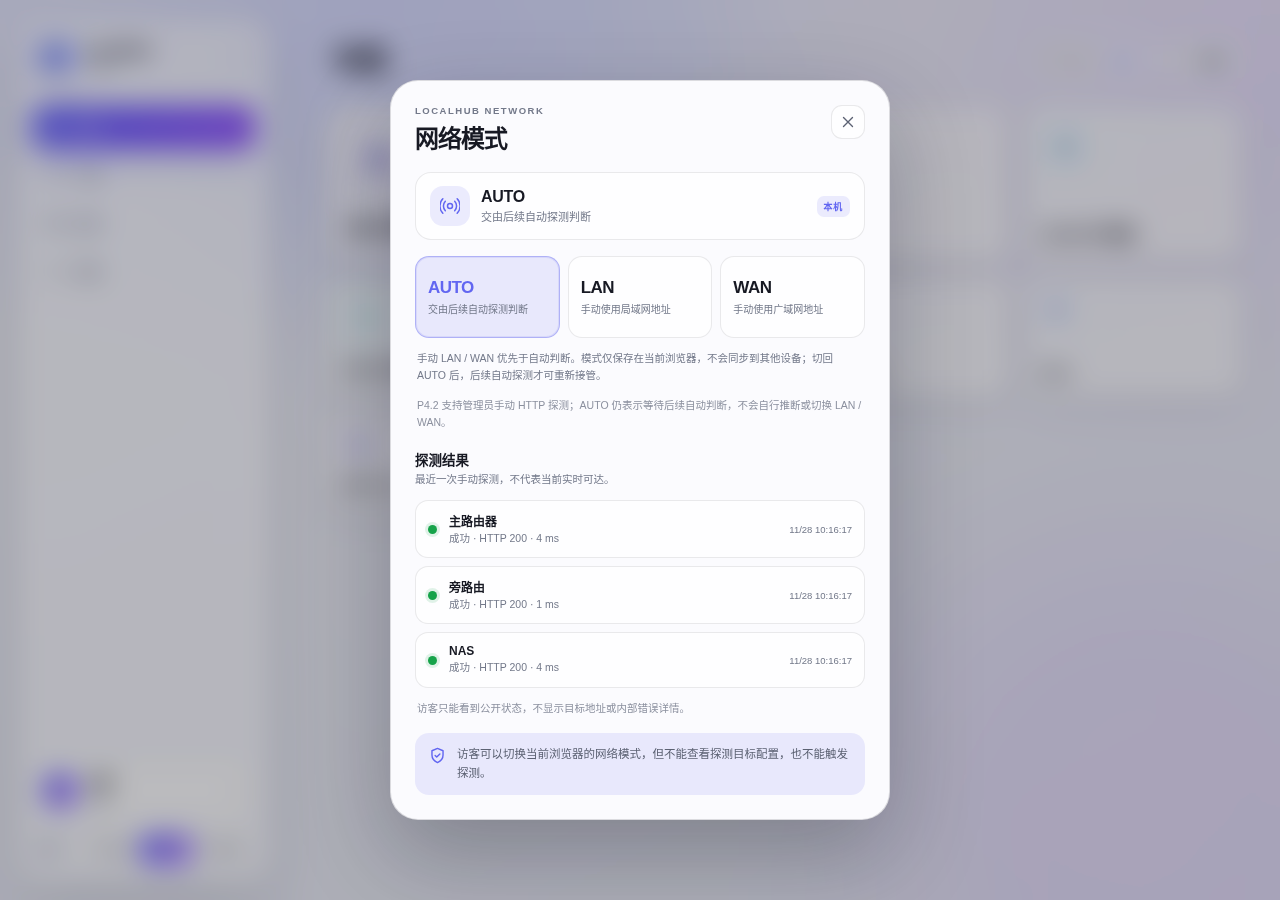 LOCALHUB NETWORK
网络模式
AUTO
交由后续自动探测判断
本机
AUTO
交由后续自动探测判断
LAN
手动使用局域网地址
WAN
手动使用广域网地址
手动 LAN / WAN 优先于自动判断。模式仅保存在当前浏览器，不会同步到其他设备；切回
AUTO 后，后续自动探测才可重新接管。
P4.2 支持管理员手动 HTTP 探测；AUTO 仍表示等待后续自动判断，不会自行推断或切换 LAN /
WAN。
探测结果
最近一次手动探测，不代表当前实时可达。
主路由器
成功 · HTTP 200 · 4 ms
11/28 10:16:17
旁路由
成功 · HTTP 200 · 1 ms
11/28 10:16:17
NAS
成功 · HTTP 200 · 4 ms
11/28 10:16:17
访客只能看到公开状态，不显示目标地址或内部错误详情。
访客可以切换当前浏览器的网络模式，但不能查看探测目标配置，也不能触发
探测。